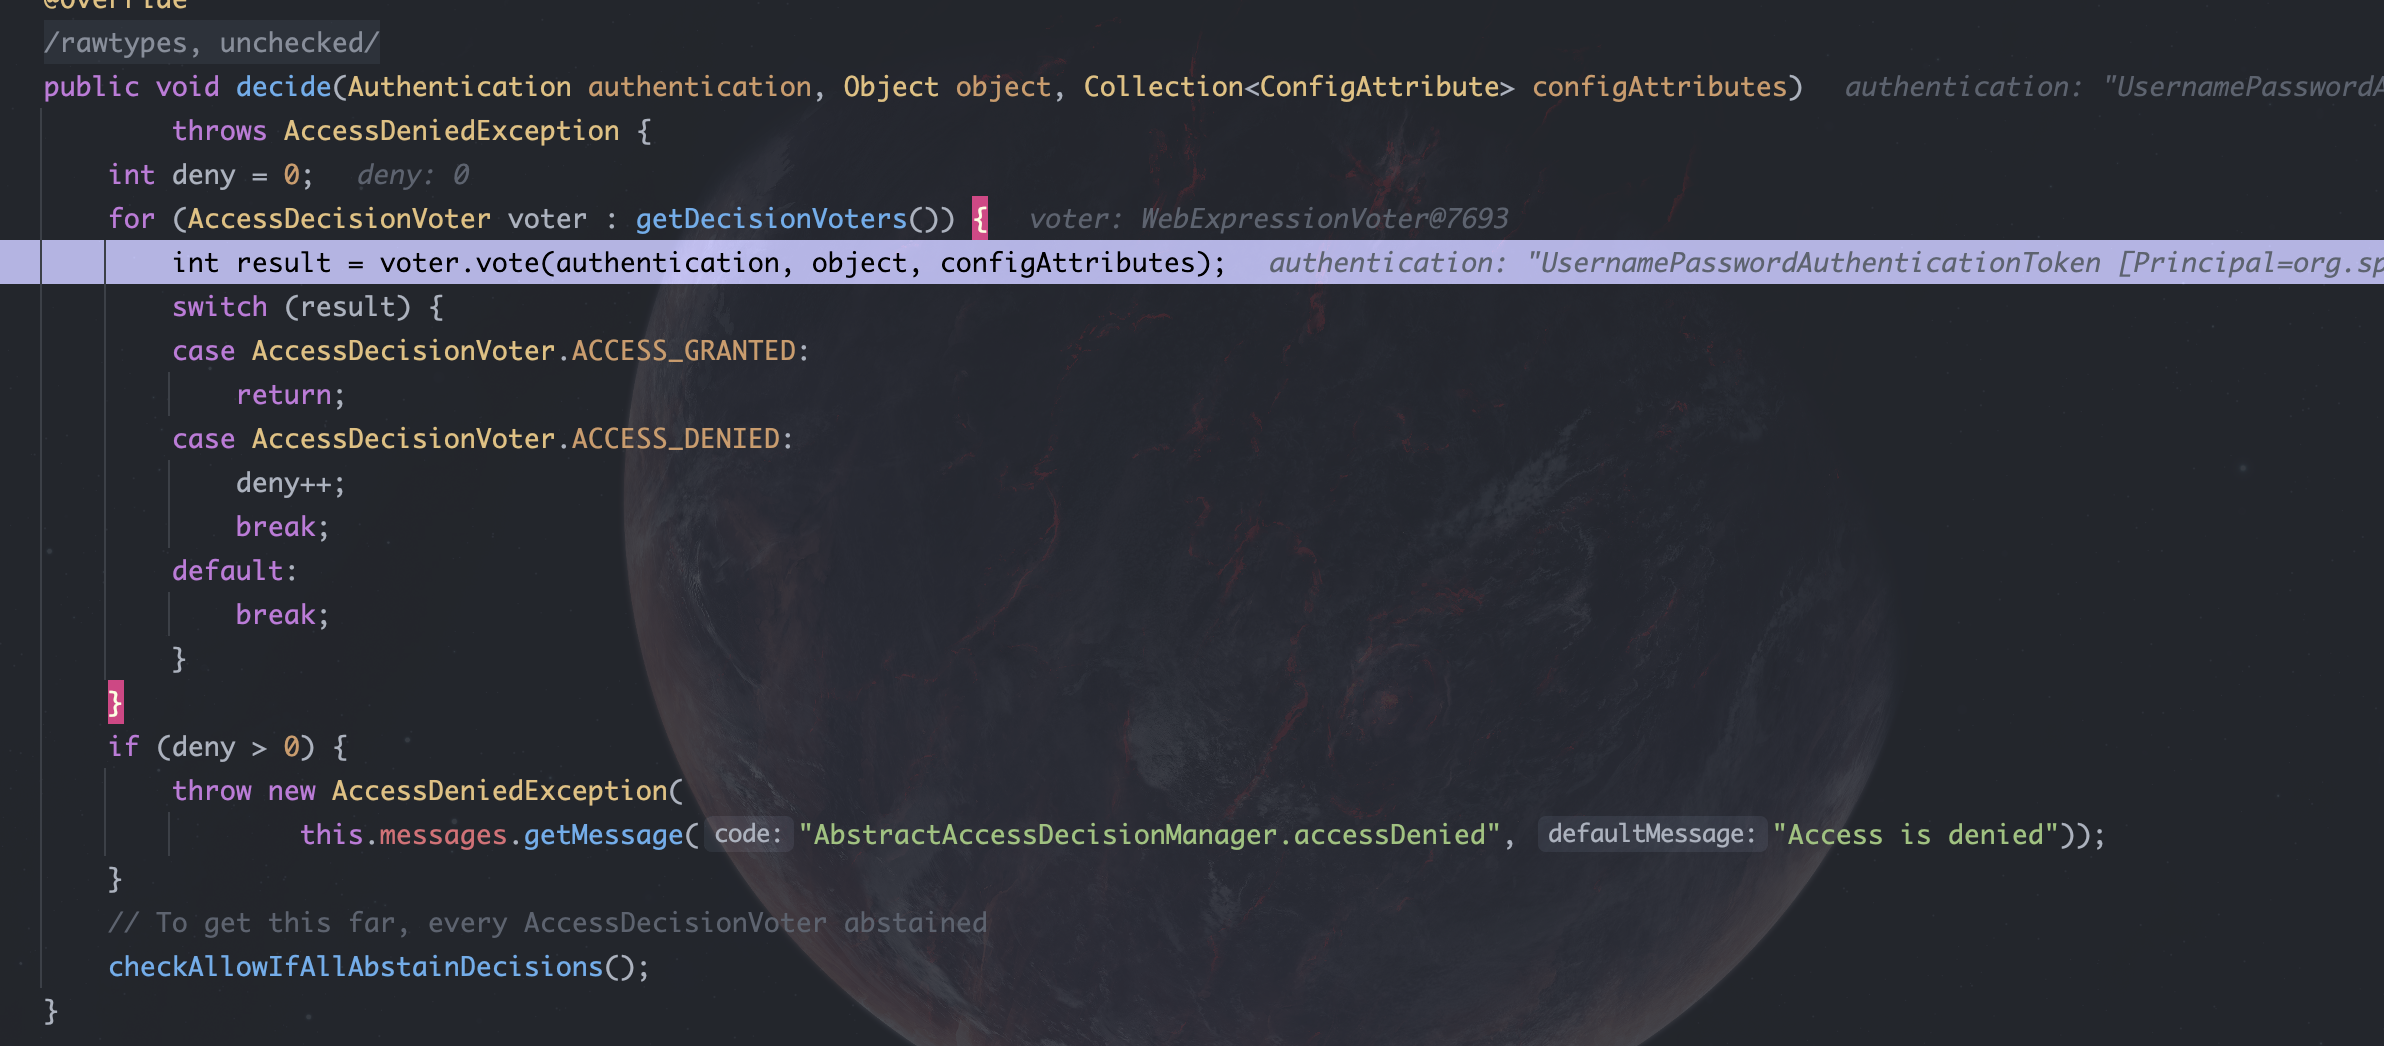 @Override
/rawtypes, unchecked/
public void decide(Authentication authentication, Object object, Collection<ConfigAttribute> configAttributes) authentication: "UsernamePasswordA
throws AccessDeniedException {
int deny = 0; deny: 0
for (AccessDecisionVoter voter : getDecisionVoters()) { voter: WebExpressionVoter@7693
int result = voter.vote(authentication, object, configAttributes); authentication: "UsernamePasswordAuthenticationToken [Principal=org.sp
switch (result) {
case AccessDecisionVoter.ACCESS_GRANTED:
return;
case AccessDecisionVoter.ACCESS_DENIED:
deny++;
break;
default:
break;
}
}
if (deny > 0) {
throw new AccessDeniedException(
this.messages.getMessage( code: "AbstractAccessDecisionManager.accessDenied", defaultMessage: "Access is denied"));
}
// To get this far, every AccessDecisionVoter abstained
checkAllowIfAllAbstainDecisions();
}